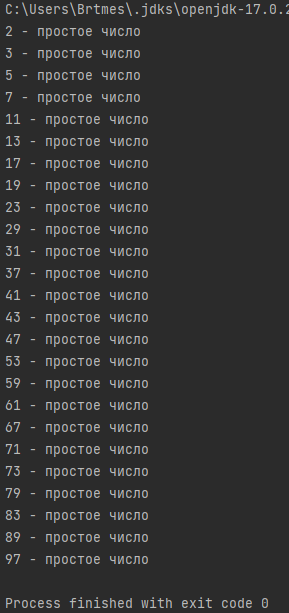 C:\Users\Brtmes\.jdks\openjdk-17.0.2
2 - простое число
3 - простое число
5 - простое число
7 - простое число
11 - простое число
13 - простое число
17 - простое число
19 - простое число
23 - простое число
29 - простое число
31 - простое число
37 - простое число
41 - простое число
43 - простое число
47 - простое число
53 - простое число
59 - простое число
61 - простое число
67 - простое число
71 - простое число
73 - простое число
79 - простое число
83 - простое число
89 - простое число
97 - простое число
Process finished with exit code 0